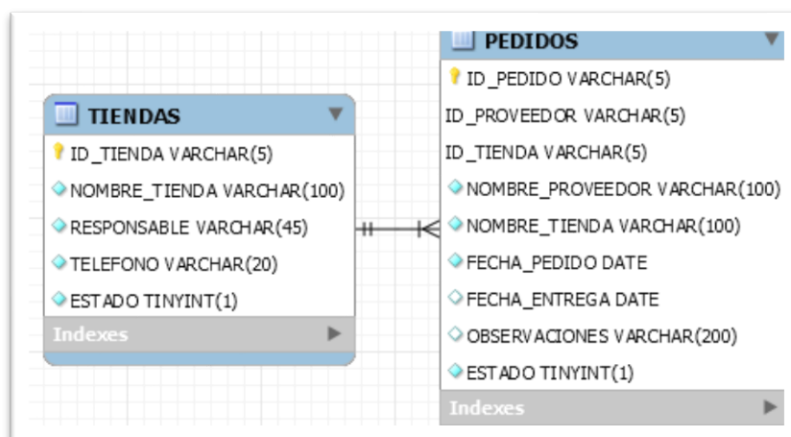 TIENDAS
ID_TIENDA VARCHAR(5)
NOMBRE_TIENDA VARCHAR(100)
RESPONSABLE VARCHAR(45)
TELEFONO VARCHAR(20)
ESTADO TINYINT(1)
Indexes
PEDIDOS
ID_PEDIDO VARCHAR(5)
ID_PROVEEDOR VARCHAR(5)
ID_TIENDA VARCHAR(5)
NOMBRE_PROVEEDOR VARCHAR(100)
NOMBRE_TIENDA VARCHAR(100)
FECHA_PEDIDO DATE
FECHA_ENTREGA DATE
OBSERVACIONES VARCHAR(200)
ESTADO TINYINT(1)
Indexes